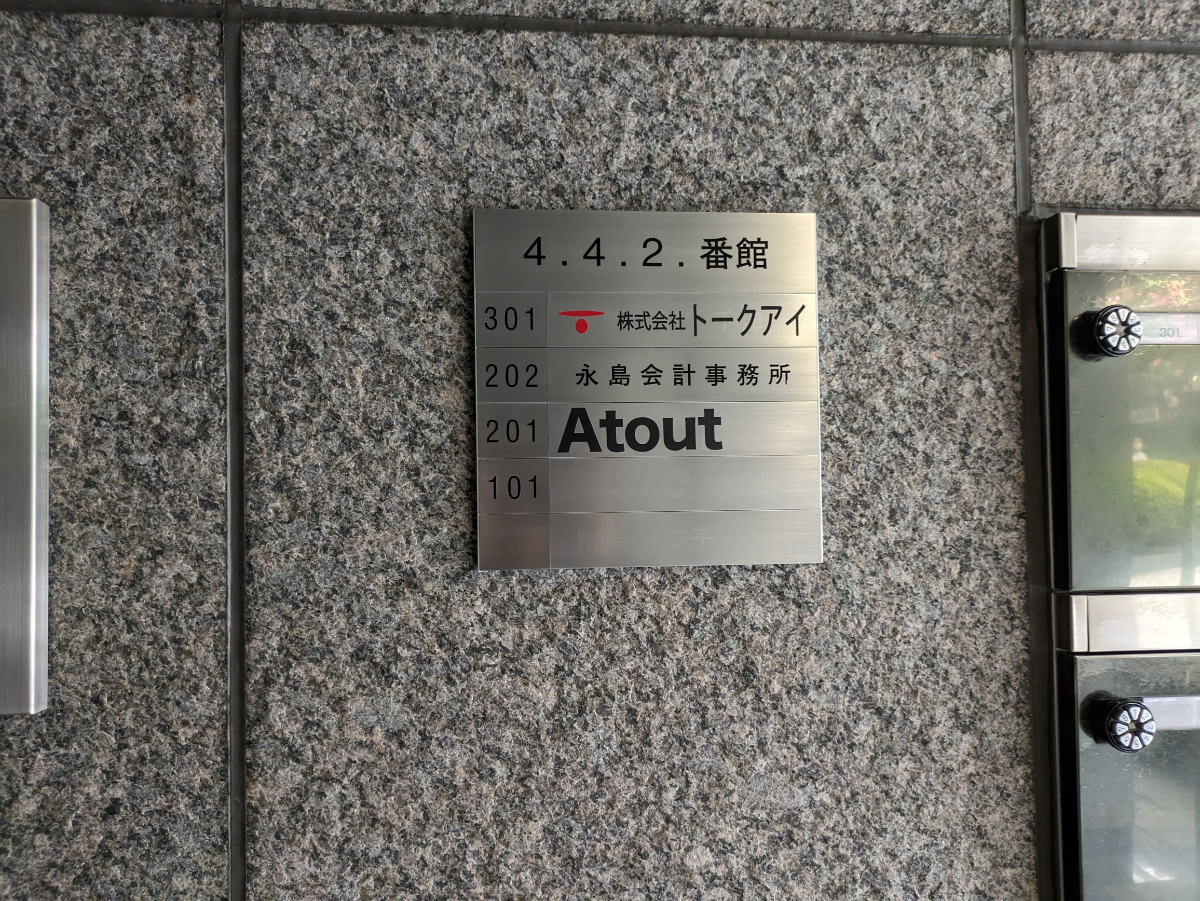 4.4.2.番館
301 株式会社トークアイ
202 永島会計事務所
201 Atout
101
301